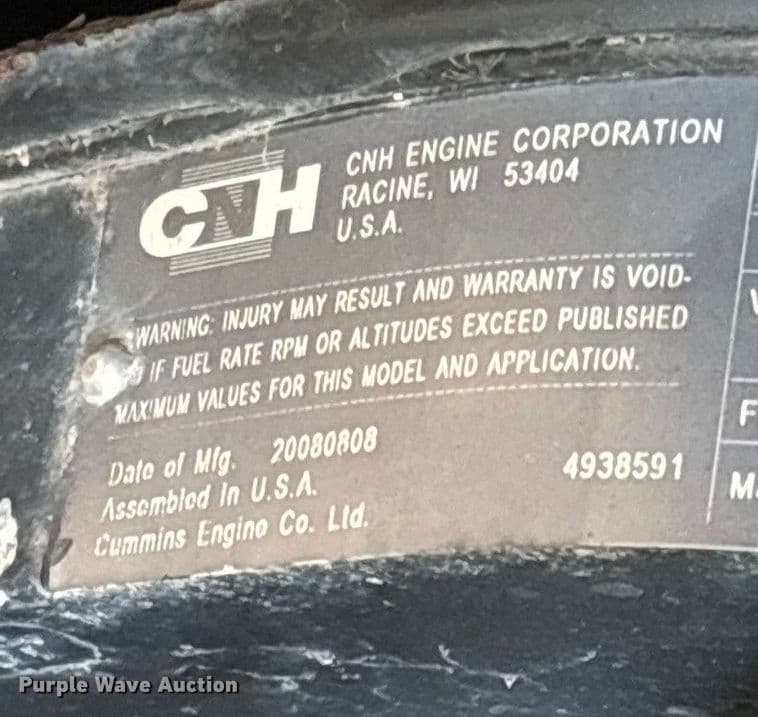 CNH
CNH ENGINE CORPORATION
RACINE, WI 53404
U.S.A.
WARNING: INJURY MAY RESULT AND WARRANTY IS VOID-
IF FUEL RATE RPM OR ALTITUDES EXCEED PUBLISHED
MAXIMUM VALUES FOR THIS MODEL AND APPLICATION.
Date of Mfg. 20080808
Assembled in U.S.A.
4938591
Cummins Engine Co. Ltd.
F
M
Purple Wave Auction